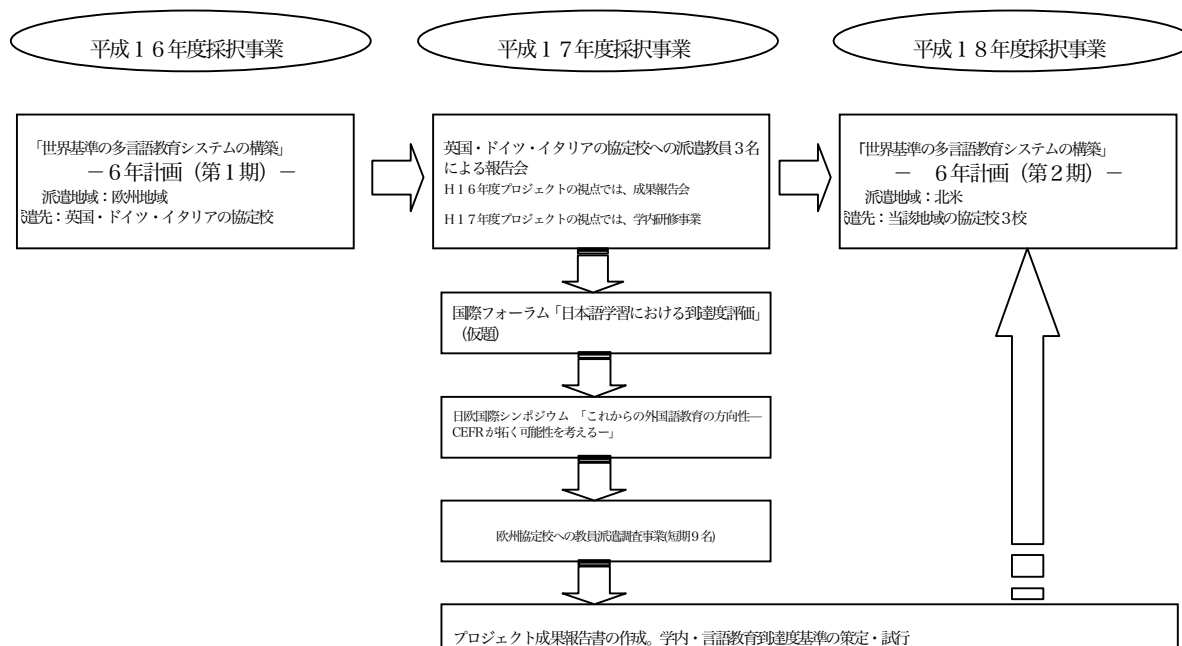 平成１６年度採択事業
平成１７年度採択事業
平成１８年度採択事業
「世界基準の多言語教育システムの構築」
－６年計画（第１期）－
派遣地域：欧州地域
遣先：英国・ドイツ・イタリアの協定校
英国・ドイツ・イタリアの協定校への派遣教員３名
による報告会
Ｈ１６年度プロジェクトの視点では、成果報告会
Ｈ１７年度プロジェクトの視点では、学内研修事業
「世界基準の多言語教育システムの構築」
－　６年計画（第２期）－
派遣地域：北米
遣先：当該地域の協定校３校
国際フォーラム「日本語学習における到達度評価」
（仮題）
日欧国際シンポジウム　「これからの外国語教育の方向性―
CEFRが拓く可能性を考えるー」
欧州協定校への教員派遣調査事業(短期９名)
プロジェクト成果報告書の作成。学内・言語教育到達度基準の策定・試行